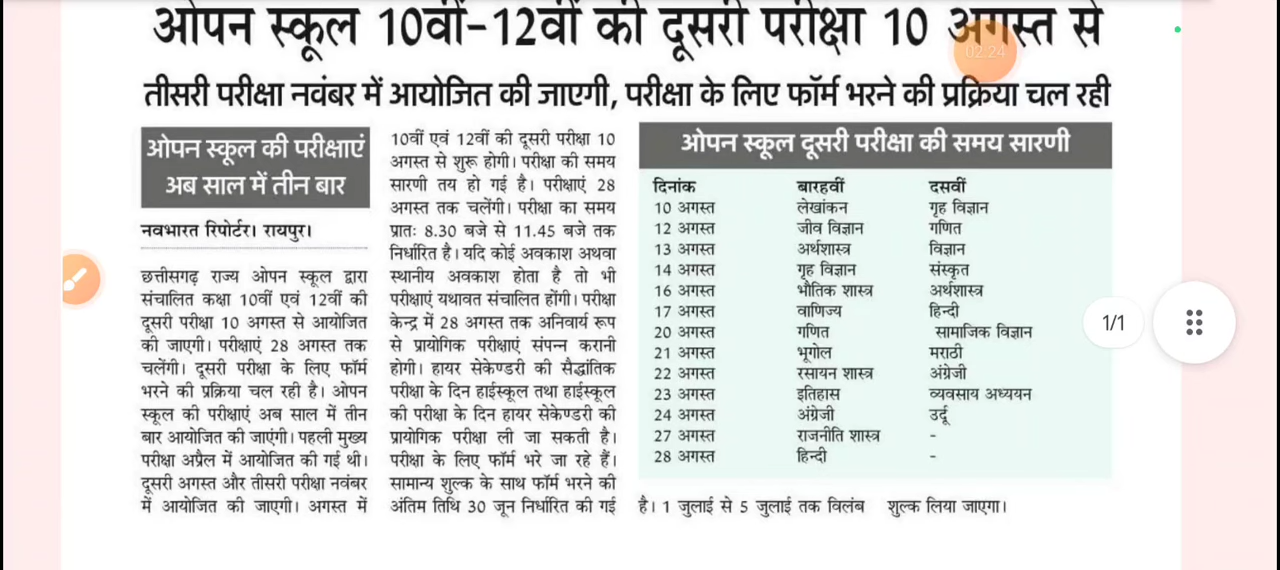 ओपन स्कूल 10वीं-12वीं की दूसरी परीक्षा 10 अगस्त से
02:24
तीसरी परीक्षा नवंबर में आयोजित की जाएगी, परीक्षा के लिए फॉर्म भरने की प्रक्रिया चल रही
ओपन स्कूल की परीक्षाएं
अब साल में तीन बार
नवभारत रिपोर्टर। रायपुर।
छत्तीसगढ़ राज्य ओपन स्कूल द्वारा
संचालित कक्षा 10वीं एवं 12वीं की
दूसरी परीक्षा 10 अगस्त से आयोजित
की जाएगी। परीक्षाएं 28 अगस्त तक
चलेंगी। दूसरी परीक्षा के लिए फॉर्म
भरने की प्रक्रिया चल रही है। ओपन
स्कूल की परीक्षाएं अब साल में तीन
बार आयोजित की जाएंगी। पहली मुख्य
परीक्षा अप्रैल में आयोजित की गई थी।
दूसरी अगस्त और तीसरी परीक्षा नवंबर
में आयोजित की जाएगी। अगस्त में
10वीं एवं 12वीं की दूसरी परीक्षा 10
अगस्त से शुरू होगी। परीक्षा की समय
सारणी तय हो गई है। परीक्षाएं 28
अगस्त तक चलेंगी। परीक्षा का समय
प्रातः 8.30 बजे से 11.45 बजे तक
निर्धारित है। यदि कोई अवकाश अथवा
स्थानीय अवकाश होता है तो भी
परीक्षाएं यथावत संचालित होंगी। परीक्षा
केन्द्र में 28 अगस्त तक अनिवार्य रूप
से प्रायोगिक परीक्षाएं संपन्न करानी
होगी। हायर सेकेण्डरी की सैद्धांतिक
परीक्षा के दिन हाईस्कूल तथा हाईस्कूल
की परीक्षा के दिन हायर सेकेण्डरी की
प्रायोगिक परीक्षा ली जा सकती है।
परीक्षा के लिए फॉर्म भरे जा रहे हैं।
सामान्य शुल्क के साथ फॉर्म भरने की
अंतिम तिथि 30 जून निर्धारित की गई
ओपन स्कूल दूसरी परीक्षा की समय सारणी
दिनांक बारहवीं दसवीं
10 अगस्त लेखांकन गृह विज्ञान
12 अगस्त जीव विज्ञान गणित
13 अगस्त अर्थशास्त्र विज्ञान
14 अगस्त गृह विज्ञान संस्कृत
16 अगस्त भौतिक शास्त्र अर्थशास्त्र
17 अगस्त वाणिज्य हिन्दी
20 अगस्त गणित सामाजिक विज्ञान
21 अगस्त भूगोल मराठी
22 अगस्त रसायन शास्त्र अंग्रेजी
23 अगस्त इतिहास व्यवसाय अध्ययन
24 अगस्त अंग्रेजी उर्दू
27 अगस्त राजनीति शास्त्र -
28 अगस्त हिन्दी -
है। 1 जुलाई से 5 जुलाई तक विलंब शुल्क लिया जाएगा।
1/1